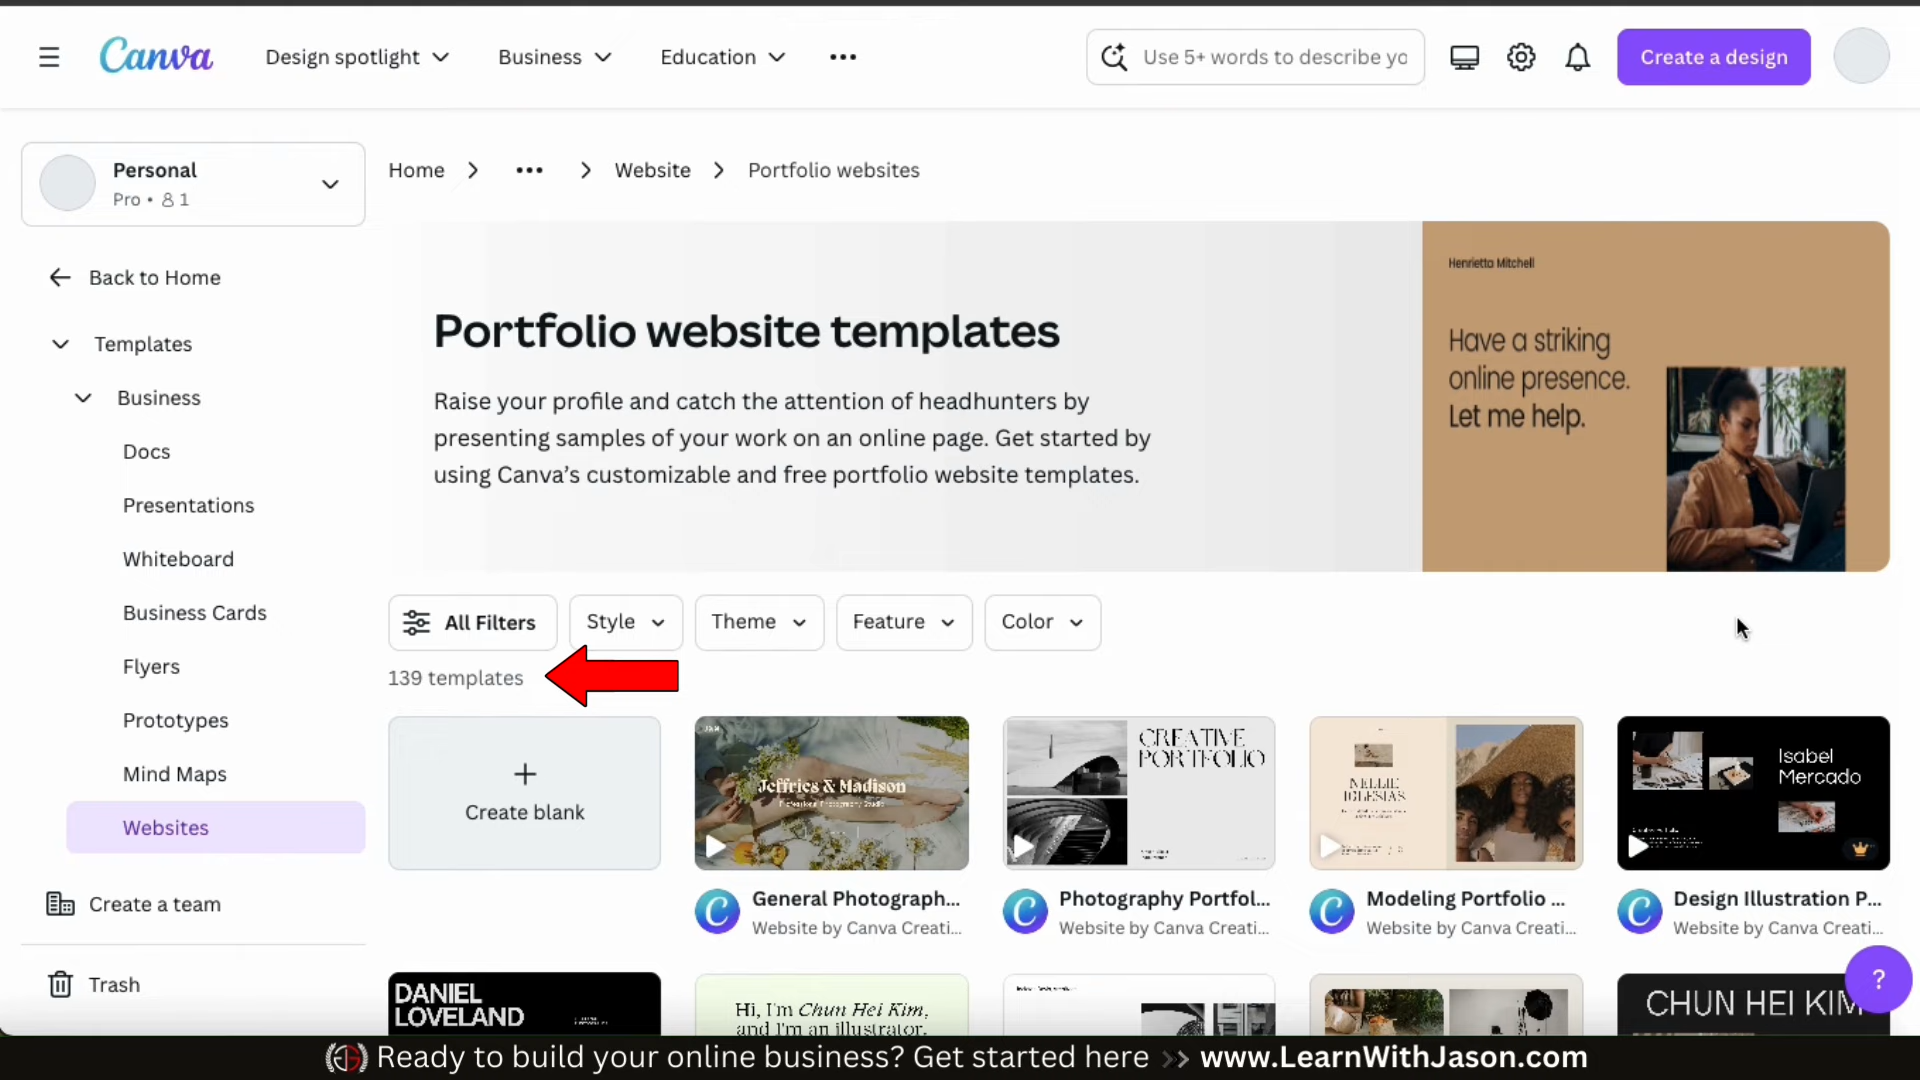 Canva
Design spotlight
Business
Education
Use 5+ words to describe yo
Create a design
Personal
Pro • 1
Home
Website
Portfolio websites
Back to Home
Templates
Business
Docs
Presentations
Whiteboard
Business Cards
Flyers
Prototypes
Mind Maps
Websites
Create a team
Trash
Portfolio website templates
Raise your profile and catch the attention of headhunters by
presenting samples of your work on an online page. Get started by
using Canva’s customizable and free portfolio website templates.
Henrietta Mitchell
Have a striking
online presence.
Let me help.
All Filters
Style
Theme
Feature
Color
139 templates
Create blank
Jeffries & Madison
Professional Photography Studio
General Photograph...
Website by Canva Creati...
CREATIVE
PORTFOLIO
Photography Portfol...
Website by Canva Creati...
NELLIE
IGLESIAS
Modeling Portfolio ...
Website by Canva Creati...
Isabel
Mercado
Design Illustration P...
Website by Canva Creati...
DANIEL
LOVELAND
Hi, I'm Chun Hei Kim,
and I'm an illustrator.
CHUN HEI KIM
?
Ready to build your online business? Get started here >> www.LearnWithJason.com